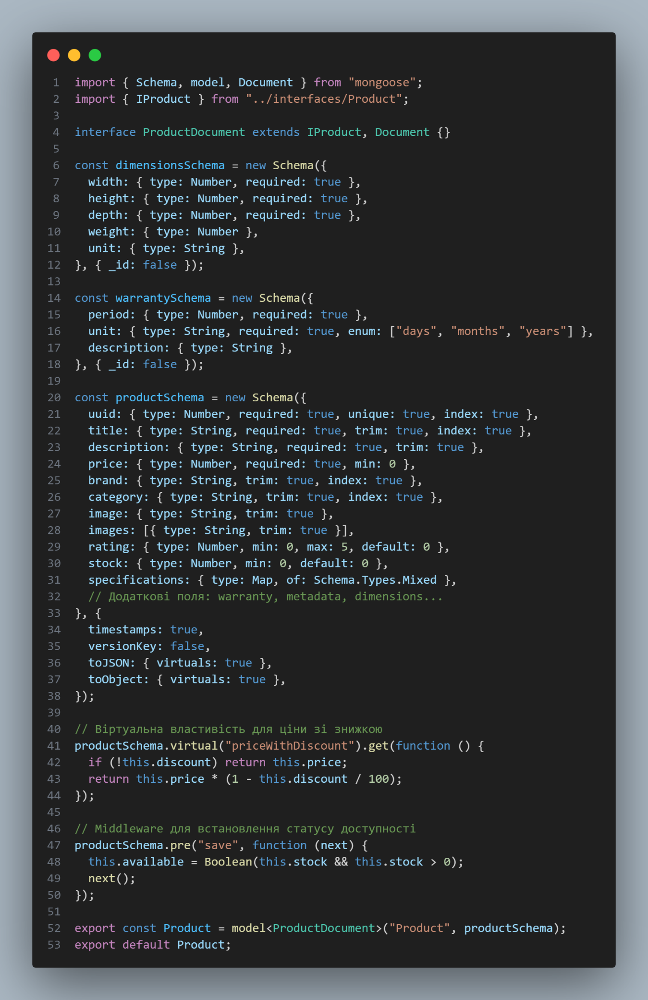 1 import { Schema, model, Document } from "mongoose";
2 import { IProduct } from "../interfaces/Product";
3
4 interface ProductDocument extends IProduct, Document {}
5
6 const dimensionsSchema = new Schema({
7   width: { type: Number, required: true },
8   height: { type: Number, required: true },
9   depth: { type: Number, required: true },
10   weight: { type: Number },
11   unit: { type: String },
12 }, { _id: false });
13
14 const warrantySchema = new Schema({
15   period: { type: Number, required: true },
16   unit: { type: String, required: true, enum: ["days", "months", "years"] },
17   description: { type: String },
18 }, { _id: false });
19
20 const productSchema = new Schema({
21   uuid: { type: Number, required: true, unique: true, index: true },
22   title: { type: String, required: true, trim: true, index: true },
23   description: { type: String, required: true, trim: true },
24   price: { type: Number, required: true, min: 0 },
25   brand: { type: String, trim: true, index: true },
26   category: { type: String, trim: true, index: true },
27   image: { type: String, trim: true },
28   images: [{ type: String, trim: true }],
29   rating: { type: Number, min: 0, max: 5, default: 0 },
30   stock: { type: Number, min: 0, default: 0 },
31   specifications: { type: Map, of: Schema.Types.Mixed },
32   // Додаткові поля: warranty, metadata, dimensions...
33 }, {
34   timestamps: true,
35   versionKey: false,
36   toJSON: { virtuals: true },
37   toObject: { virtuals: true },
38 });
39
40 // Віртуальна властивість для ціни зі знижкою
41 productSchema.virtual("priceWithDiscount").get(function () {
42   if (!this.discount) return this.price;
43   return this.price * (1 - this.discount / 100);
44 });
45
46 // Middleware для встановлення статусу доступності
47 productSchema.pre("save", function (next) {
48   this.available = Boolean(this.stock && this.stock > 0);
49   next();
50 });
51
52 export const Product = model<ProductDocument>("Product", productSchema);
53 export default Product;